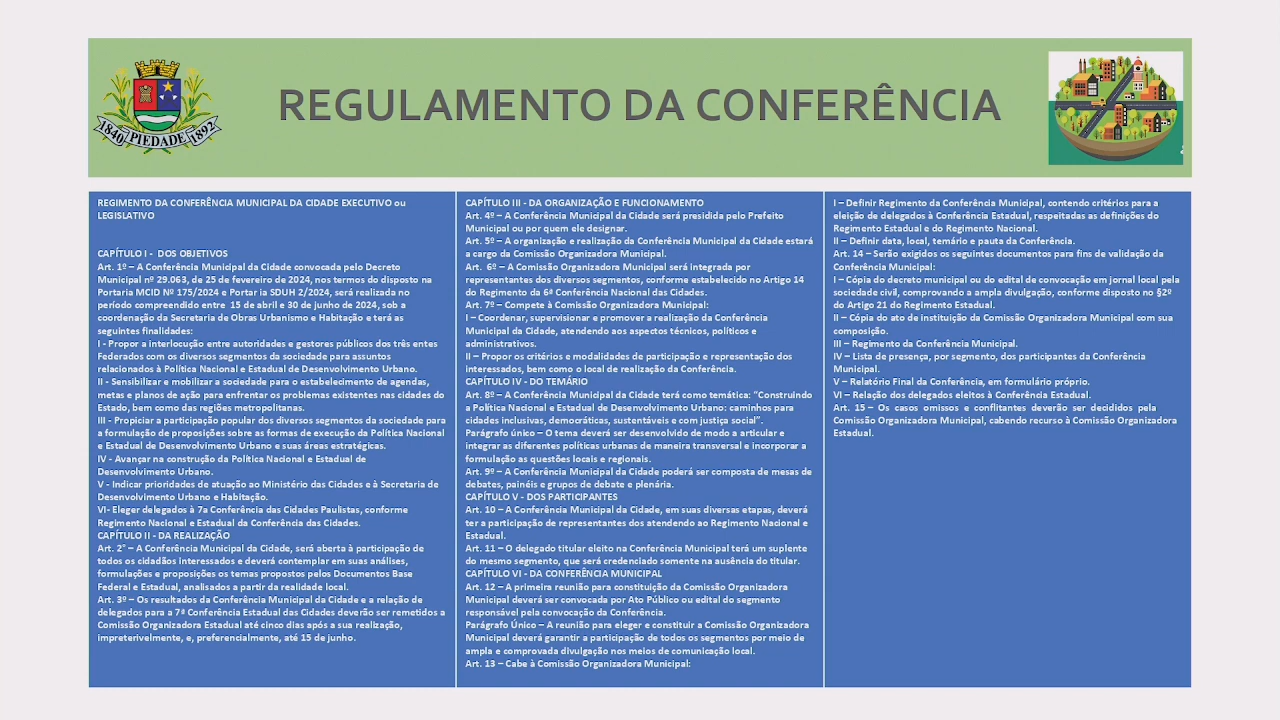 1840 PIEDADE 1892
REGULAMENTO DA CONFERÊNCIA
REGIMENTO DA CONFERÊNCIA MUNICIPAL DA CIDADE EXECUTIVO ou
LEGISLATIVO
CAPÍTULO I - DOS OBJETIVOS
Art. 1º – A Conferência Municipal da Cidade convocada pelo Decreto
Municipal nº 29.063, de 25 de fevereiro de 2024, nos termos do disposto na
Portaria MCID Nº 175/2024 e Portaria SDUH 2/2024, será realizada no
período compreendido entre 15 de abril e 30 de junho de 2024, sob a
coordenação da Secretaria de Obras Urbanismo e Habitação e terá as
seguintes finalidades:
I - Propor a interlocução entre autoridades e gestores públicos dos três entes
Federados com os diversos segmentos da sociedade para assuntos
relacionados à Política Nacional e Estadual de Desenvolvimento Urbano.
II - Sensibilizar e mobilizar a sociedade para o estabelecimento de agendas,
metas e planos de ação para enfrentar os problemas existentes nas cidades do
Estado, bem como das regiões metropolitanas.
III - Propiciar a participação popular dos diversos segmentos da sociedade para
a formulação de proposições sobre as formas de execução da Política Nacional
e Estadual de Desenvolvimento Urbano e suas áreas estratégicas.
IV - Avançar na construção da Política Nacional e Estadual de
Desenvolvimento Urbano.
V - Indicar prioridades de atuação ao Ministério das Cidades e à Secretaria de
Desenvolvimento Urbano e Habitação.
VI- Eleger delegados à 7a Conferência das Cidades Paulistas, conforme
Regimento Nacional e Estadual da Conferência das Cidades.
CAPÍTULO II - DA REALIZAÇÃO
Art. 2° – A Conferência Municipal da Cidade, será aberta à participação de
todos os cidadãos interessados e deverá contemplar em suas análises,
formulações e proposições os temas propostos pelos Documentos Base
Federal e Estadual, analisados a partir da realidade local.
Art. 3º – Os resultados da Conferência Municipal da Cidade e a relação de
delegados para a 7ª Conferência Estadual das Cidades deverão ser remetidos a
Comissão Organizadora Estadual até cinco dias após a sua realização,
impreterivelmente, e, preferencialmente, até 15 de junho.
CAPÍTULO III - DA ORGANIZAÇÃO E FUNCIONAMENTO
Art. 4º – A Conferência Municipal da Cidade será presidida pelo Prefeito
Municipal ou por quem ele designar.
Art. 5º – A organização e realização da Conferência Municipal da Cidade estará
a cargo da Comissão Organizadora Municipal.
Art. 6º – A Comissão Organizadora Municipal será integrada por
representantes dos diversos segmentos, conforme estabelecido no Artigo 14
do Regimento da 6ª Conferência Nacional das Cidades.
Art. 7º – Compete à Comissão Organizadora Municipal:
I – Coordenar, supervisionar e promover a realização da Conferência
Municipal da Cidade, atendendo aos aspectos técnicos, políticos e
administrativos.
II – Propor os critérios e modalidades de participação e representação dos
interessados, bem como o local de realização da Conferência.
CAPÍTULO IV - DO TEMÁRIO
Art. 8º – A Conferência Municipal da Cidade terá como temática: “Construindo
a Política Nacional e Estadual de Desenvolvimento Urbano: caminhos para
cidades inclusivas, democráticas, sustentáveis e com justiça social”.
Parágrafo único – O tema deverá ser desenvolvido de modo a articular e
integrar as diferentes políticas urbanas de maneira transversal e incorporar a
formulação as questões locais e regionais.
Art. 9º – A Conferência Municipal da Cidade poderá ser composta de mesas de
debates, painéis e grupos de debate e plenária.
CAPÍTULO V - DOS PARTICIPANTES
Art. 10 – A Conferência Municipal da Cidade, em suas diversas etapas, deverá
ter a participação de representantes dos atendendo ao Regimento Nacional e
Estadual.
Art. 11 – O delegado titular eleito na Conferência Municipal terá um suplente
do mesmo segmento, que será credenciado somente na ausência do titular.
CAPÍTULO VI - DA CONFERÊNCIA MUNICIPAL
Art. 12 – A primeira reunião para constituição da Comissão Organizadora
Municipal deverá ser convocada por Ato Público ou edital do segmento
responsável pela convocação da Conferência.
Parágrafo Único – A reunião para eleger e constituir a Comissão Organizadora
Municipal deverá garantir a participação de todos os segmentos por meio de
ampla e comprovada divulgação nos meios de comunicação local.
Art. 13 – Cabe à Comissão Organizadora Municipal:
I – Definir Regimento da Conferência Municipal, contendo critérios para a
eleição de delegados à Conferência Estadual, respeitadas as definições do
Regimento Estadual e do Regimento Nacional.
II – Definir data, local, temário e pauta da Conferência.
Art. 14 – Serão exigidos os seguintes documentos para fins de validação da
Conferência Municipal:
I – Cópia do decreto municipal ou do edital de convocação em jornal local pela
sociedade civil, comprovando a ampla divulgação, conforme disposto no §2º
do Artigo 21 do Regimento Estadual.
II – Cópia do ato de instituição da Comissão Organizadora Municipal com sua
composição.
III – Regimento da Conferência Municipal.
IV – Lista de presença, por segmento, dos participantes da Conferência
Municipal.
V – Relatório Final da Conferência, em formulário próprio.
VI – Relação dos delegados eleitos à Conferência Estadual.
Art. 15 – Os casos omissos e conflitantes deverão ser decididos pela
Comissão Organizadora Municipal, cabendo recurso à Comissão Organizadora
Estadual.